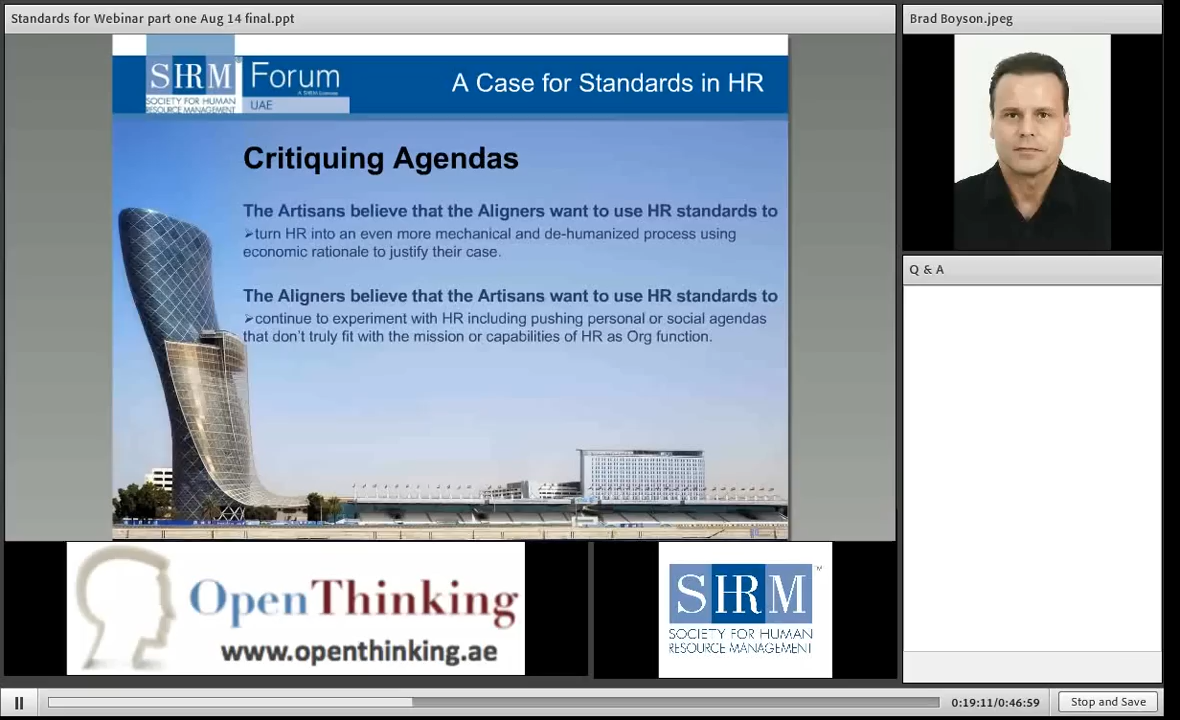 Standards for Webinar part one Aug 14 final.ppt
Brad Boyson.jpeg
SHRM
SOCIETY FOR HUMAN
RESOURCE MANAGEMENT
Forum
A SHRM
UAE
A Case for Standards in HR
Critiquing Agendas
The Artisans believe that the Aligners want to use HR standards to
➢turn HR into an even more mechanical and de-humanized process using
economic rationale to justify their case.
The Aligners believe that the Artisans want to use HR standards to
➢continue to experiment with HR including pushing personal or social agendas
that don't truly fit with the mission or capabilities of HR as Org function.
Q & A
OpenThinking
www.openthinking.ae
SHRM™
SOCIETY FOR HUMAN
RESOURCE MANAGEMENT
0:19:11/0:46:59
Stop and Save